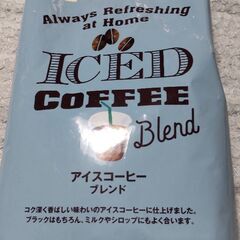 Always Refreshing
at Home
ICED
COFFEE
Blend
アイスコーヒー
ブレンド
コク深く香ばしい味わいのアイスコーヒーに仕上げました。
ブラックはもちろん、ミルクやシロップにもよく合います。